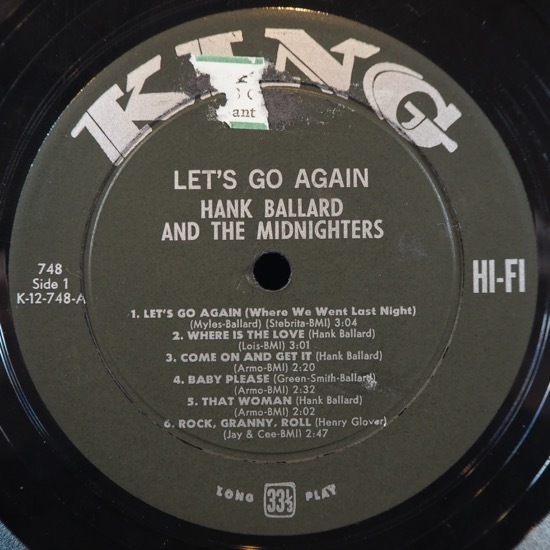 KING
ant
LET'S GO AGAIN
HANK BALLARD
AND THE MIDNIGHTERS
748
Side 1
K-12-748-A
HI-FI
1. LET'S GO AGAIN (Where We Went Last Night)
(Myles-Ballard) (Stebrita-BMI) 3:04
2. WHERE IS THE LOVE (Hank Ballard)
(Lois-BMI) 3:01
3. COME ON AND GET IT (Hank Ballard)
(Armo-BMI) 2:20
4. BABY PLEASE (Green-Smith-Ballard)
(Armo-BMI) 2:32
5. THAT WOMAN (Hank Ballard)
(Armo-BMI) 2:02
6. ROCK, GRANNY, ROLL (Henry Glover)
(Jay & Cee-BMI) 2:47
LONG 33⅓ PLAY